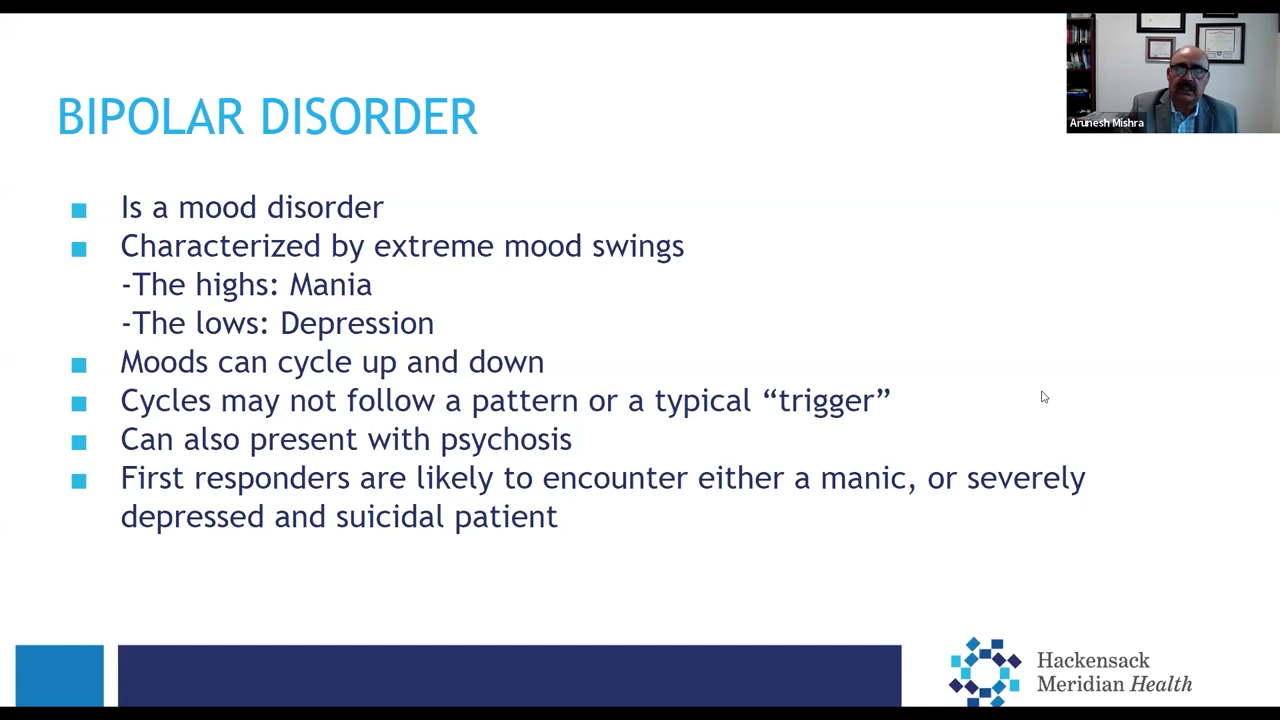 Arunesh Mishra
BIPOLAR DISORDER
Is a mood disorder
Characterized by extreme mood swings
-The highs: Mania
-The lows: Depression
Moods can cycle up and down
Cycles may not follow a pattern or a typical “trigger”
Can also present with psychosis
First responders are likely to encounter either a manic, or severely
depressed and suicidal patient
Hackensack
Meridian Health